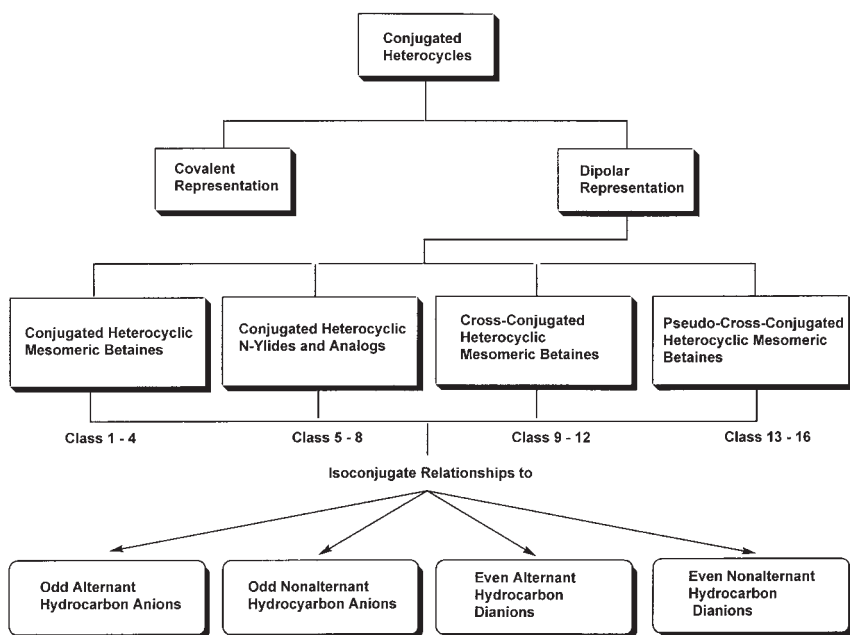 Conjugated
Heterocycles
Covalent
Representation
Dipolar
Representation
Conjugated Heterocyclic
Mesomeric Betaines
Conjugated Heterocyclic
N-Ylides and Analogs
Cross-Conjugated
Heterocyclic
Mesomeric Betaines
Pseudo-Cross-Conjugated
Heterocyclic Mesomeric
Betaines
Class 1 - 4
Class 5 - 8
Class 9 - 12
Class 13 - 16
Isoconjugate Relationships to
Odd Alternant
Hydrocarbon Anions
Odd Nonalternant
Hydrocyarbon Anions
Even Alternant
Hydrocarbon
Dianions
Even Nonalternant
Hydrocarbon
Dianions